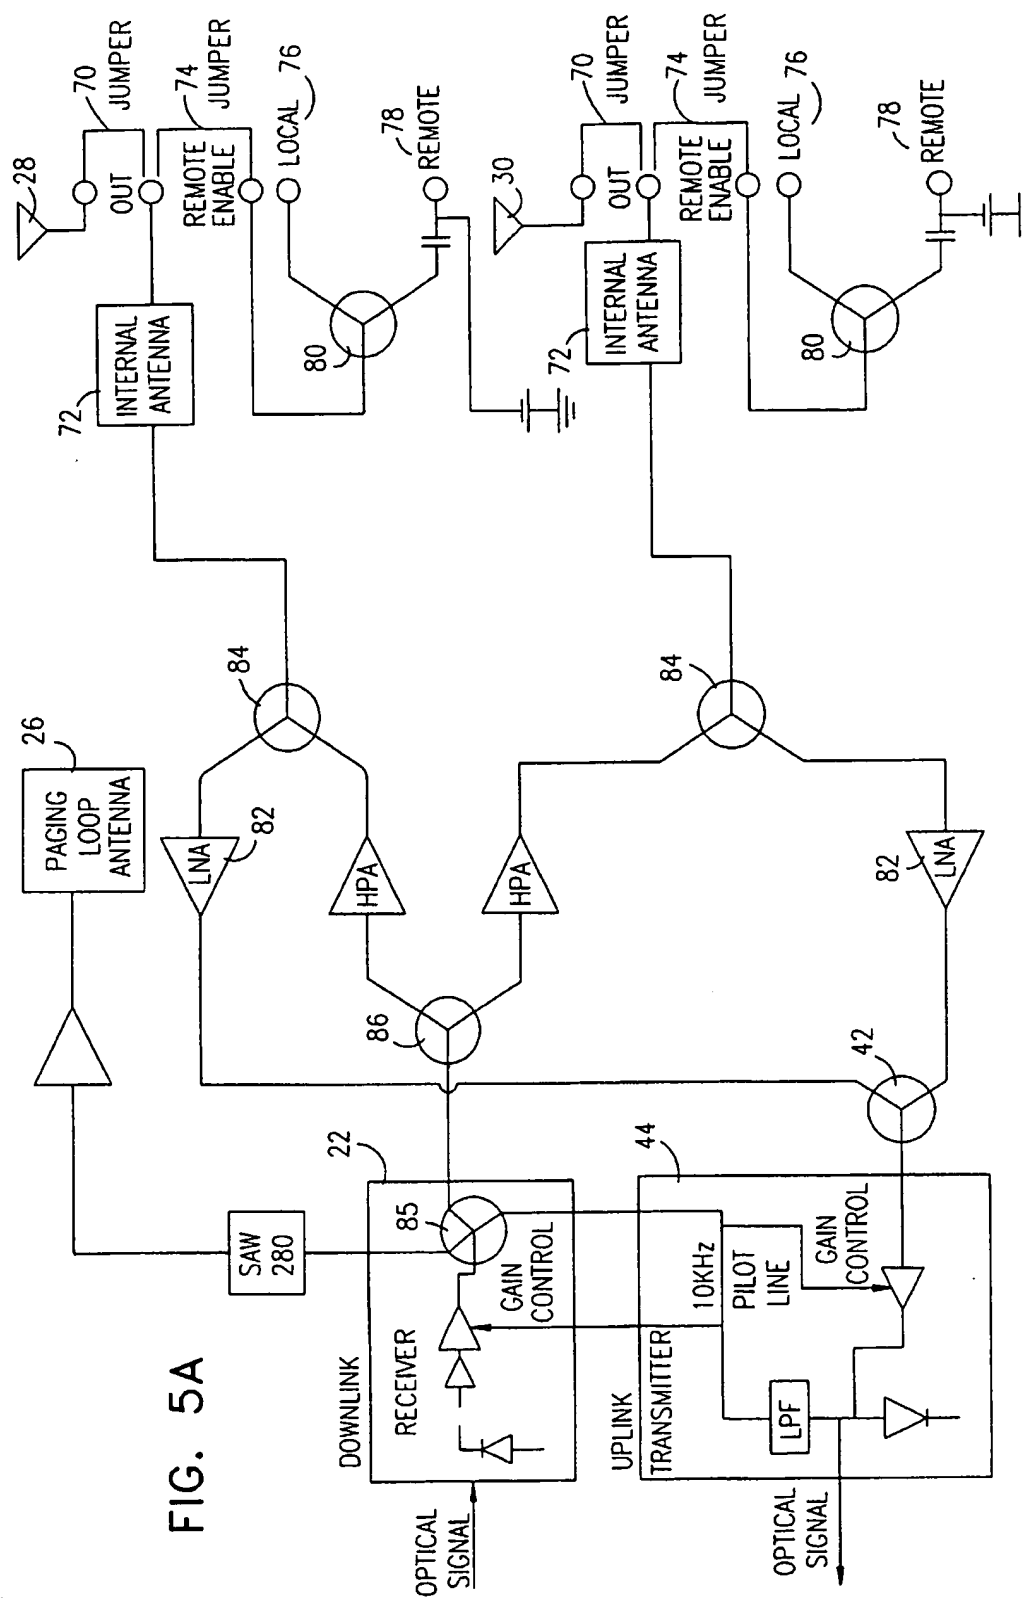 FIG. 5A
OPTICAL
SIGNAL
DOWNLINK
RECEIVER
GAIN
CONTROL
22
85
SAW
280
PAGING
LOOP
ANTENNA
26
86
LNA
82
HPA
HPA
84
INTERNAL
ANTENNA
72
28
70
JUMPER
OUT
74
JUMPER
REMOTE
ENABLE
LOCAL
76
78
REMOTE
80
OPTICAL
SIGNAL
UPLINK
TRANSMITTER
LPF
10KHz
PILOT
LINE
GAIN
CONTROL
44
42
82
LNA
84
INTERNAL
ANTENNA
72
30
70
JUMPER
OUT
74
JUMPER
REMOTE
ENABLE
LOCAL
76
78
REMOTE
80